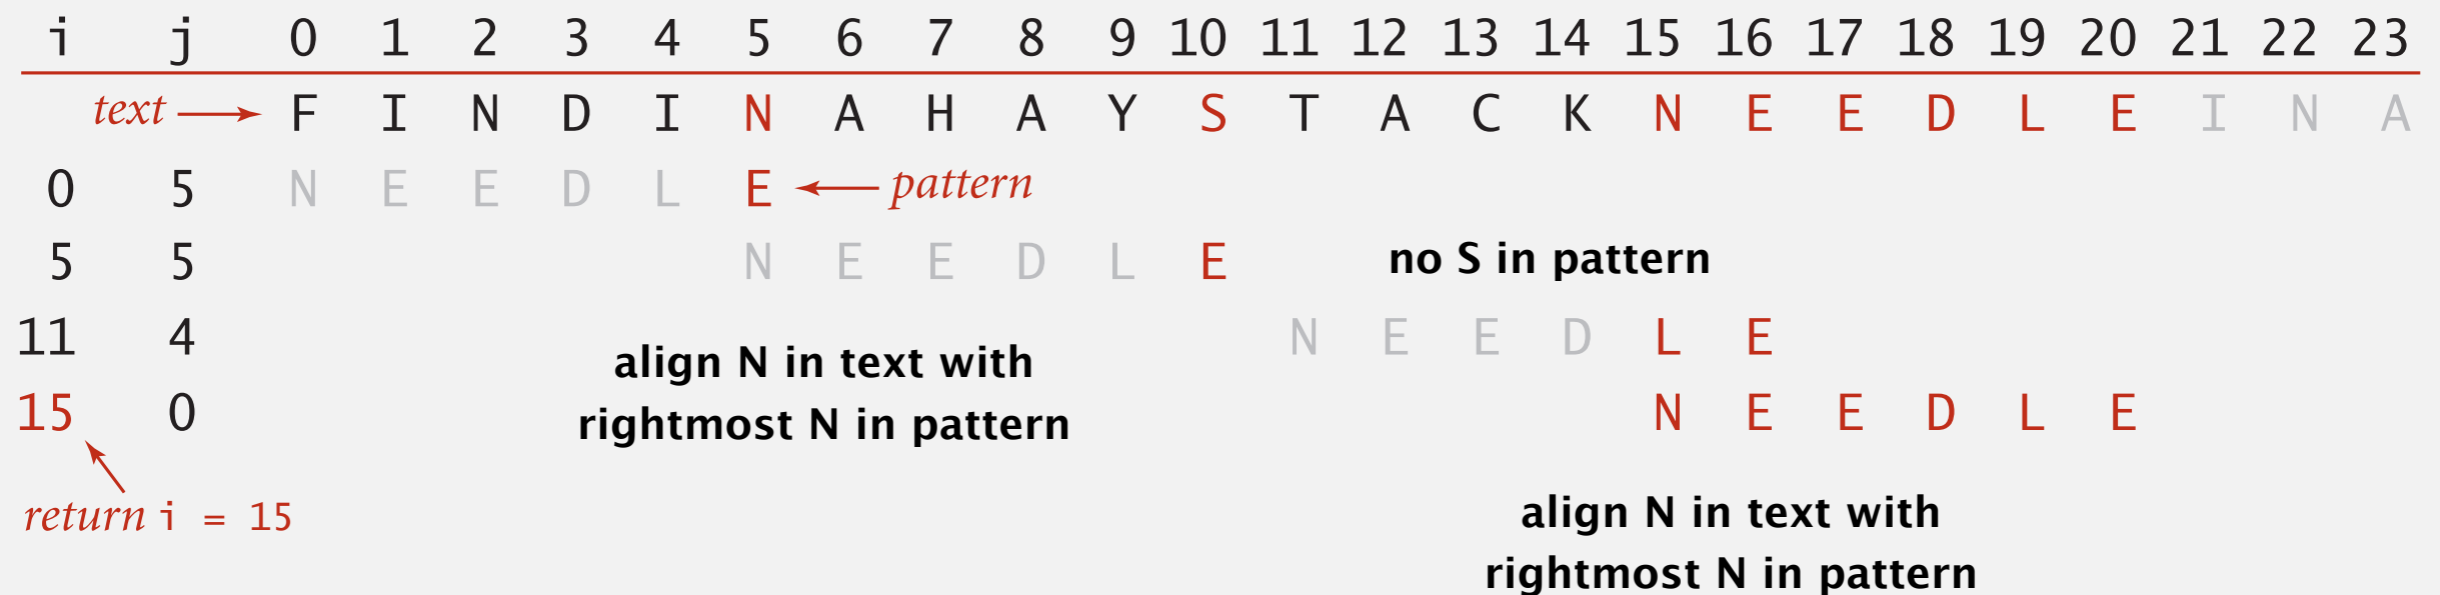 i j 0 1 2 3 4 5 6 7 8 9 10 11 12 13 14 15 16 17 18 19 20 21 22 23
text F I N D I N A H A Y S T A C K N E E D L E I N A
0 5 N E E D L E pattern
5 5 N E E D L E no S in pattern
11 4 N E E D L E
align N in text with
rightmost N in pattern
15 0 N E E D L E
return i = 15
align N in text with
rightmost N in pattern